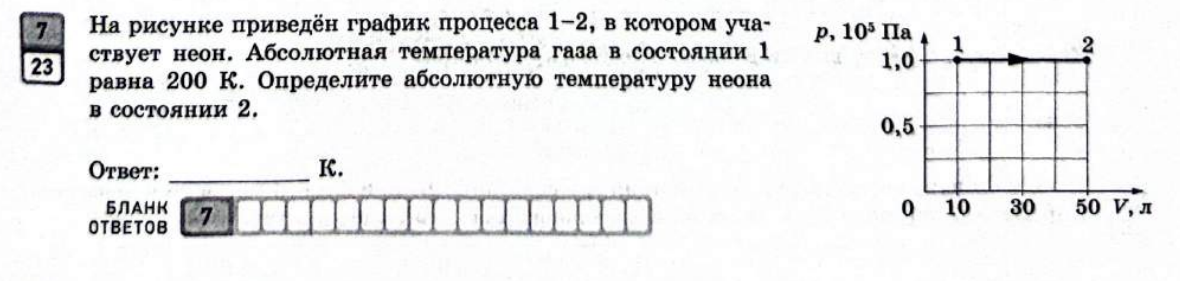 7
23
На рисунке приведён график процесса 1–2, в котором уча-
ствует неон. Абсолютная температура газа в состоянии 1
равна 200 К. Определите абсолютную температуру неона
в состоянии 2.
Ответ: ____________ К.
БЛАНК
ОТВЕТОВ
7
p, 10⁵ Па
1
2
1,0
0,5
0 10 30 50 V, л